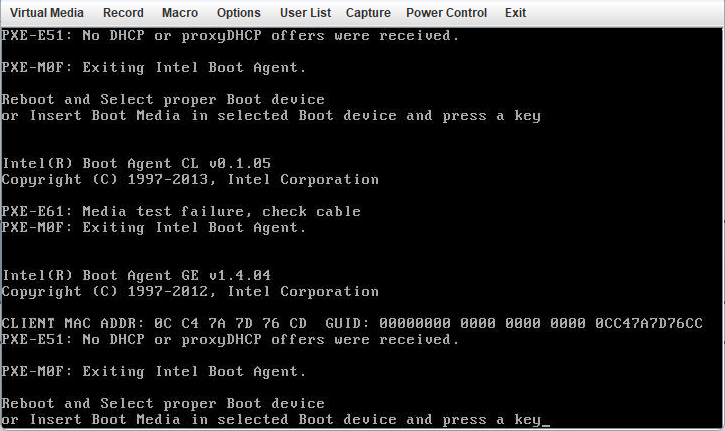 Virtual Media Record Macro Options User List Capture Power Control Exit
PXE-E51: No DHCP or proxyDHCP offers were received.
PXE-M0F: Exiting Intel Boot Agent.
Reboot and Select proper Boot device
or Insert Boot Media in selected Boot device and press a key
Intel(R) Boot Agent CL v0.1.05
Copyright (C) 1997-2013, Intel Corporation
PXE-E61: Media test failure, check cable
PXE-M0F: Exiting Intel Boot Agent.
Intel(R) Boot Agent GE v1.4.04
Copyright (C) 1997-2012, Intel Corporation
CLIENT MAC ADDR: 0C C4 7A 7D 76 CD  GUID: 00000000 0000 0000 0000 0CC47A7D76CC
PXE-E51: No DHCP or proxyDHCP offers were received.
PXE-M0F: Exiting Intel Boot Agent.
Reboot and Select proper Boot device
or Insert Boot Media in selected Boot device and press a key_